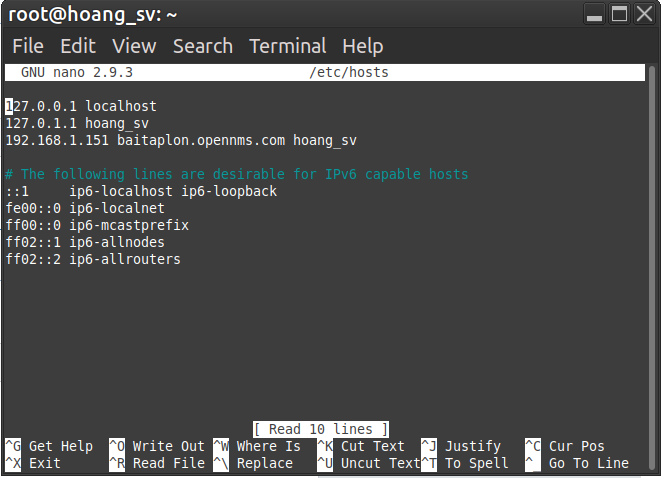 root@hoang_sv: ~
File Edit View Search Terminal Help
GNU nano 2.9.3 /etc/hosts
127.0.0.1 localhost
127.0.1.1 hoang_sv
192.168.1.151 baitaplon.opennms.com hoang_sv
# The following lines are desirable for IPv6 capable hosts
::1 ip6-localhost ip6-loopback
fe00::0 ip6-localnet
ff00::0 ip6-mcastprefix
ff02::1 ip6-allnodes
ff02::2 ip6-allrouters
[ Read 10 lines ]
^G Get Help ^O Write Out ^W Where Is ^K Cut Text ^J Justify ^C Cur Pos
^X Exit ^R Read File ^\ Replace ^U Uncut Text ^T To Spell ^_ Go To Line